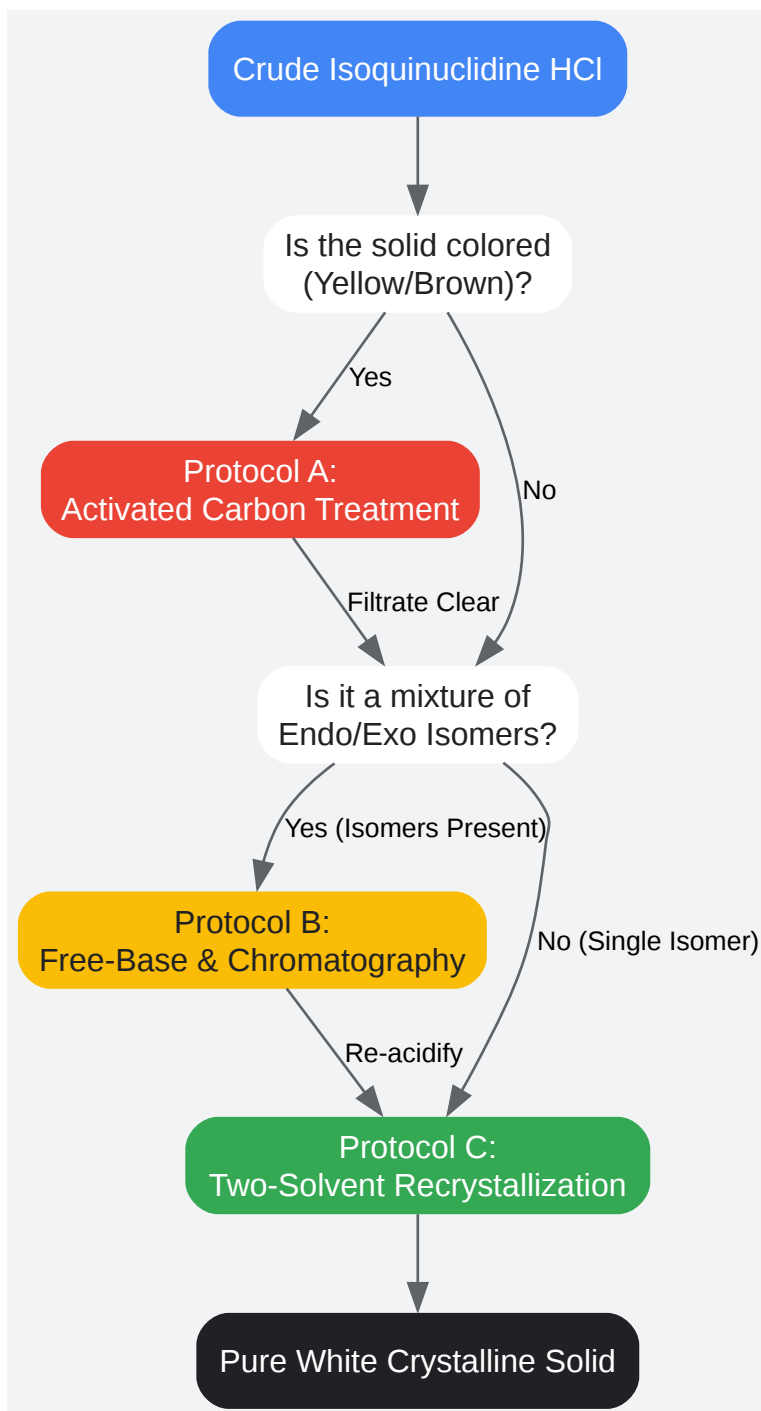 Crude Isoquinuclidine HCl
Is the solid colored
(Yellow/Brown)?
Yes
Protocol A:
Activated Carbon Treatment
No
Filtrate Clear
Is it a mixture of
Endo/Exo Isomers?
Yes (Isomers Present)
Protocol B:
Free-Base & Chromatography
No (Single Isomer)
Re-acidify
Protocol C:
Two-Solvent Recrystallization
Pure White Crystalline Solid